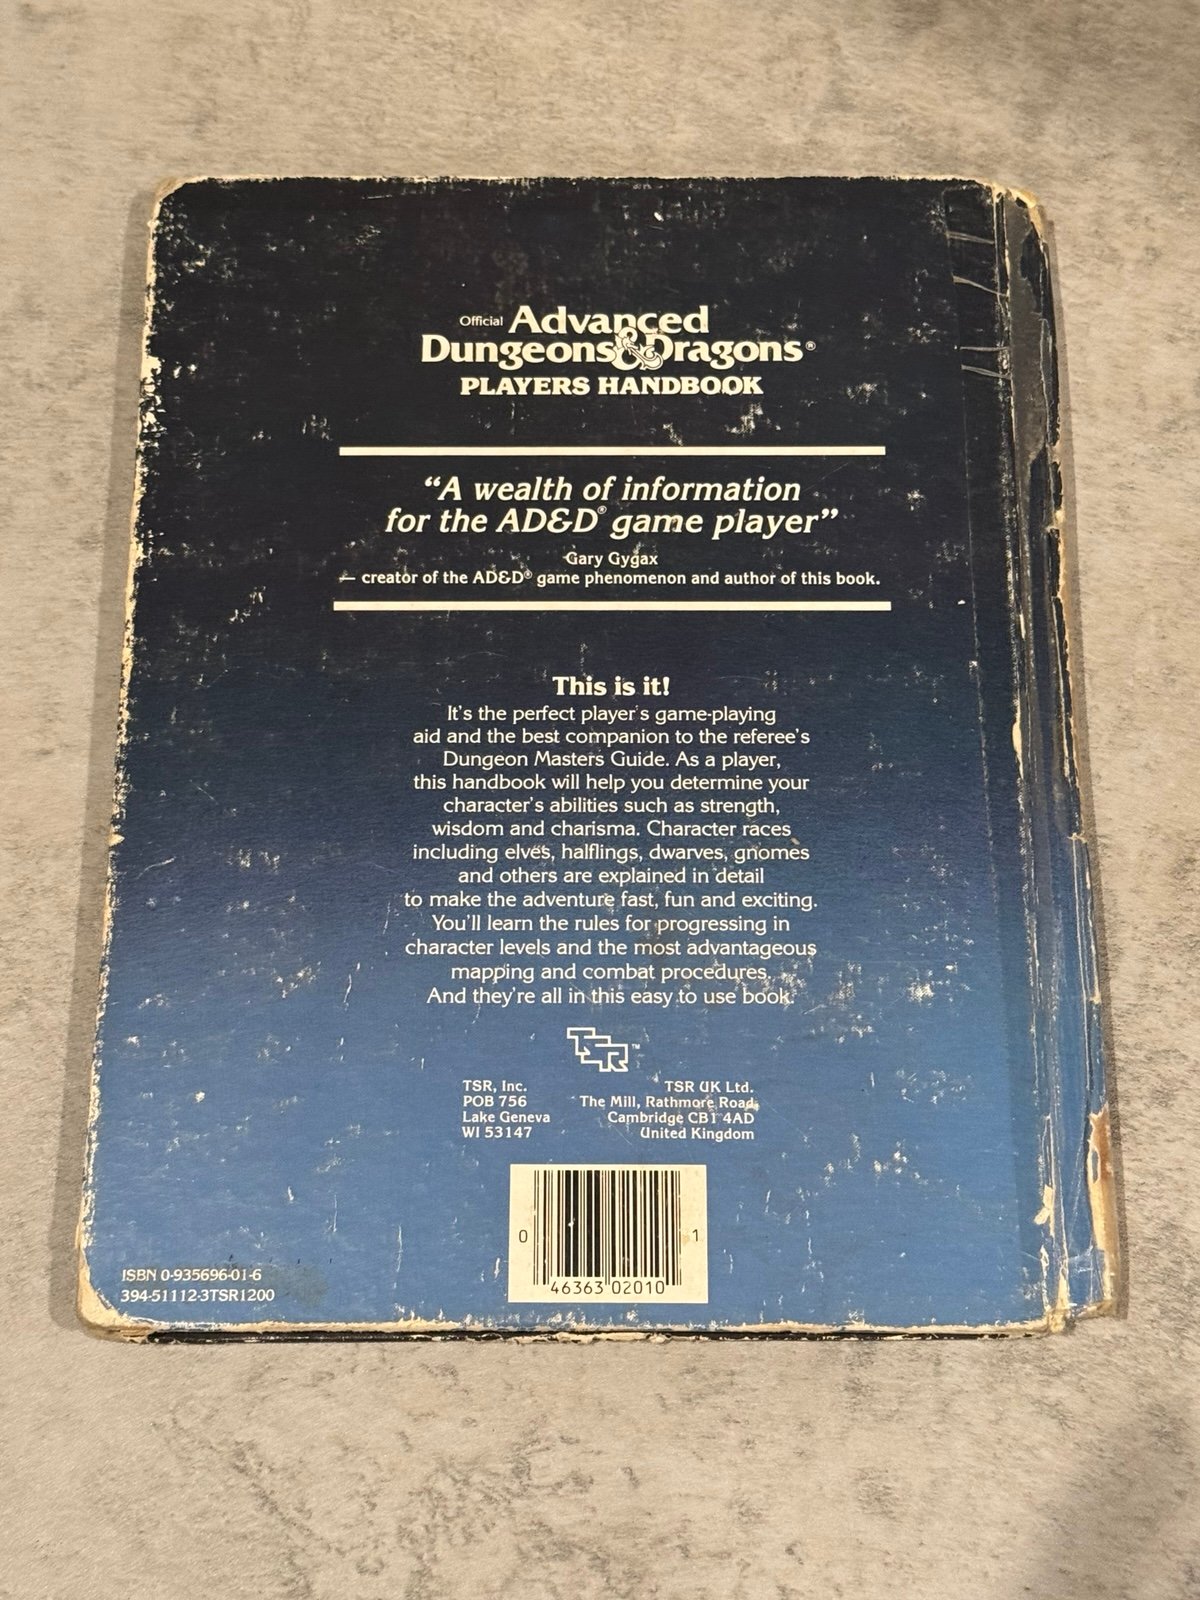 Official Advanced
Dungeons & Dragons®
PLAYERS HANDBOOK
“A wealth of information
for the AD&D® game player”
Gary Gygax
— creator of the AD&D® game phenomenon and author of this book.
This is it!
It's the perfect player's game-playing
aid and the best companion to the referee's
Dungeon Masters Guide. As a player,
this handbook will help you determine your
character's abilities such as strength,
wisdom and charisma. Character races
including elves, halflings, dwarves, gnomes
and others are explained in detail
to make the adventure fast, fun and exciting.
You'll learn the rules for progressing in
character levels and the most advantageous
mapping and combat procedures.
And they're all in this easy to use book.
TSR™
TSR, Inc.
POB 756
Lake Geneva
WI 53147
TSR UK Ltd.
The Mill, Rathmore Road
Cambridge CB1 4AD
United Kingdom
0 46363 02010 1
ISBN 0-935696-01-6
394-51112-3TSR1200